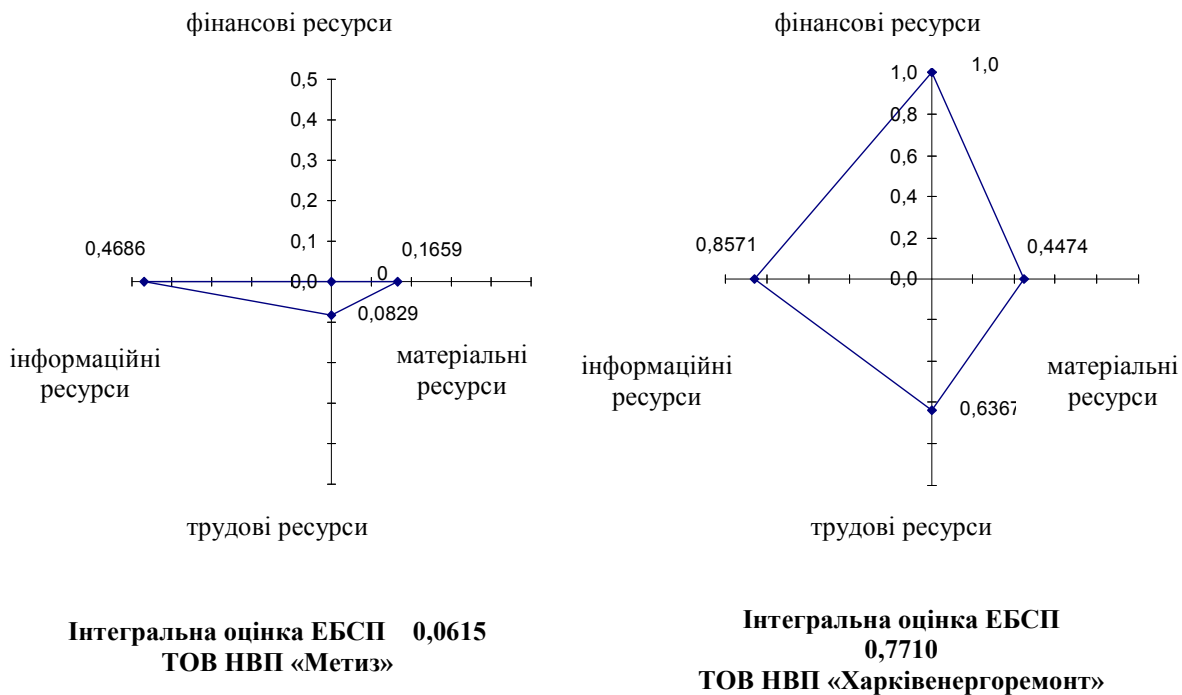 фінансові ресурси
0,5
0,4
0,3
0,2
0,1
0,0
0,4686
0,1659
0
0,0829
інформаційні
ресурси
матеріальні
ресурси
трудові ресурси
Інтегральна оцінка ЕБСП 0,0615
ТОВ НВП «Метиз»
фінансові ресурси
1,0
1,0
0,8
0,6
0,4
0,2
0,0
0,8571
0,4474
0,6367
інформаційні
ресурси
матеріальні
ресурси
трудові ресурси
Інтегральна оцінка ЕБСП
0,7710
ТОВ НВП «Харківенергоремонт»